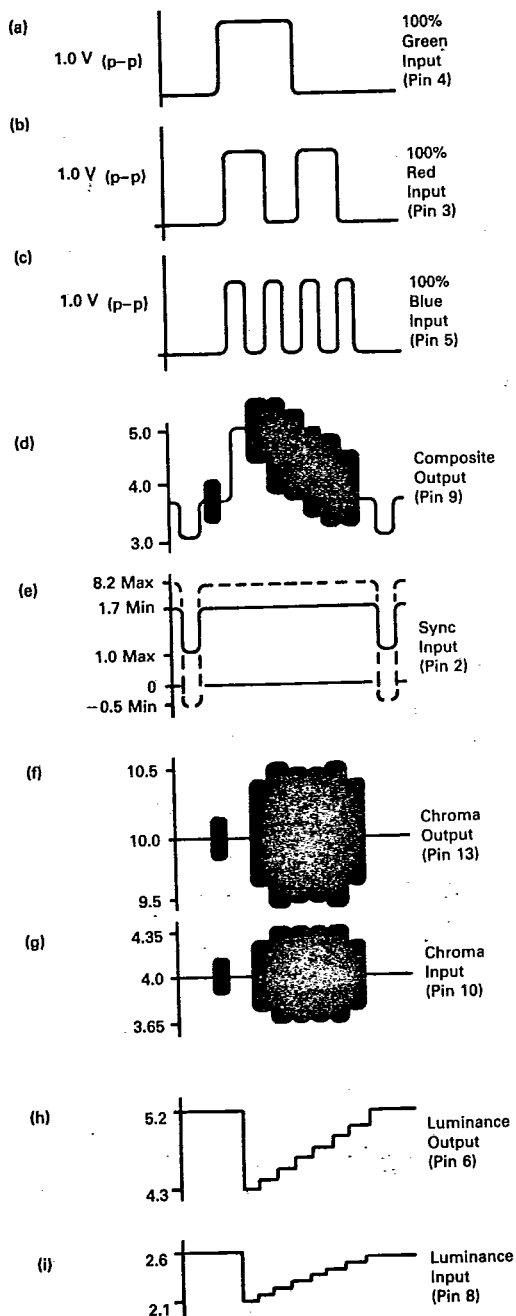 (a)
1.0 V (p–p)
100%
Green
Input
(Pin 4)
(b)
1.0 V (p–p)
100%
Red
Input
(Pin 3)
(c)
1.0 V (p–p)
100%
Blue
Input
(Pin 5)
(d)
5.0
4.0
3.0
Composite
Output
(Pin 9)
(e)
8.2 Max
1.7 Min
1.0 Max
0
−0.5 Min
Sync
Input
(Pin 2)
(f)
10.5
10.0
9.5
Chroma
Output
(Pin 13)
(g)
4.35
4.0
3.65
Chroma
Input
(Pin 10)
(h)
5.2
4.3
Luminance
Output
(Pin 6)
(i)
2.6
2.1
Luminance
Input
(Pin 8)